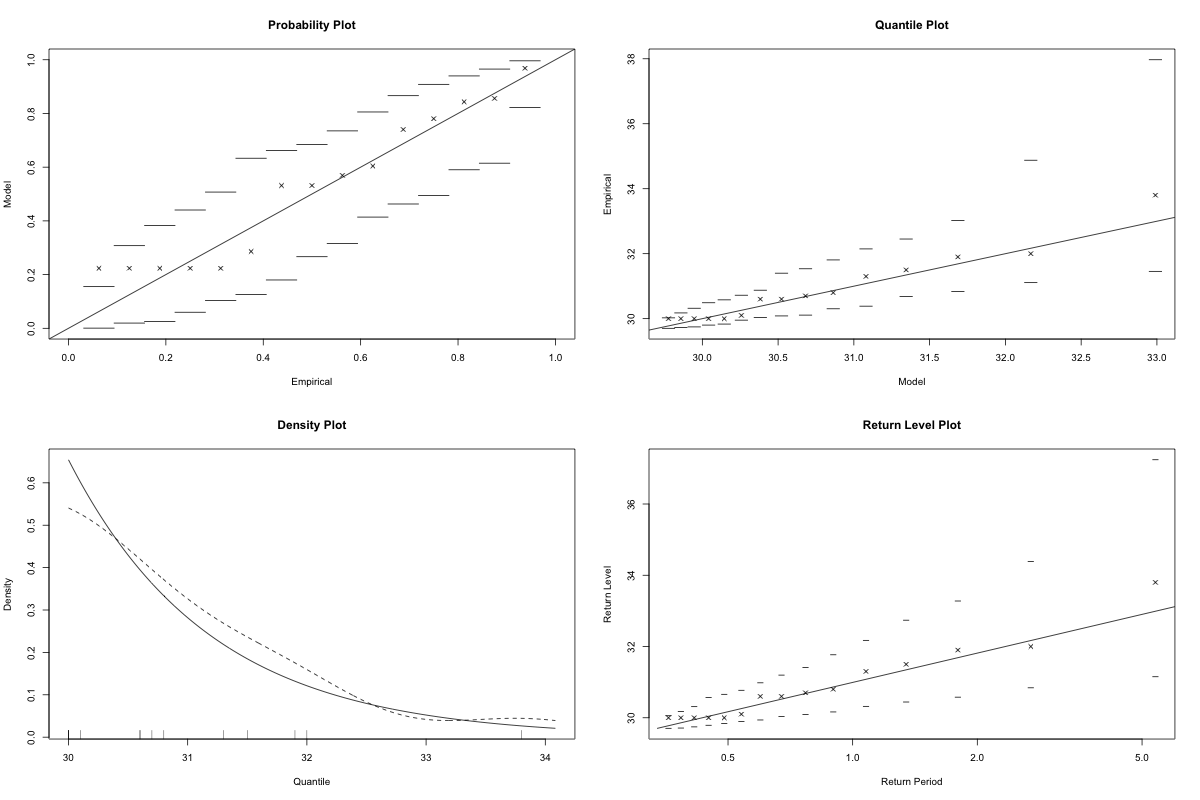 Probability Plot
Model
1.0
0.8
0.6
0.4
0.2
0.0
0.0 0.2 0.4 0.6 0.8 1.0
Empirical
Quantile Plot
Empirical
38
36
34
32
30
30.0 30.5 31.0 31.5 32.0 32.5 33.0
Model
Density Plot
Density
0.6
0.5
0.4
0.3
0.2
0.1
0.0
30 31 32 33 34
Quantile
Return Level Plot
Return Level
36
34
32
30
0.5 1.0 2.0 5.0
Return Period